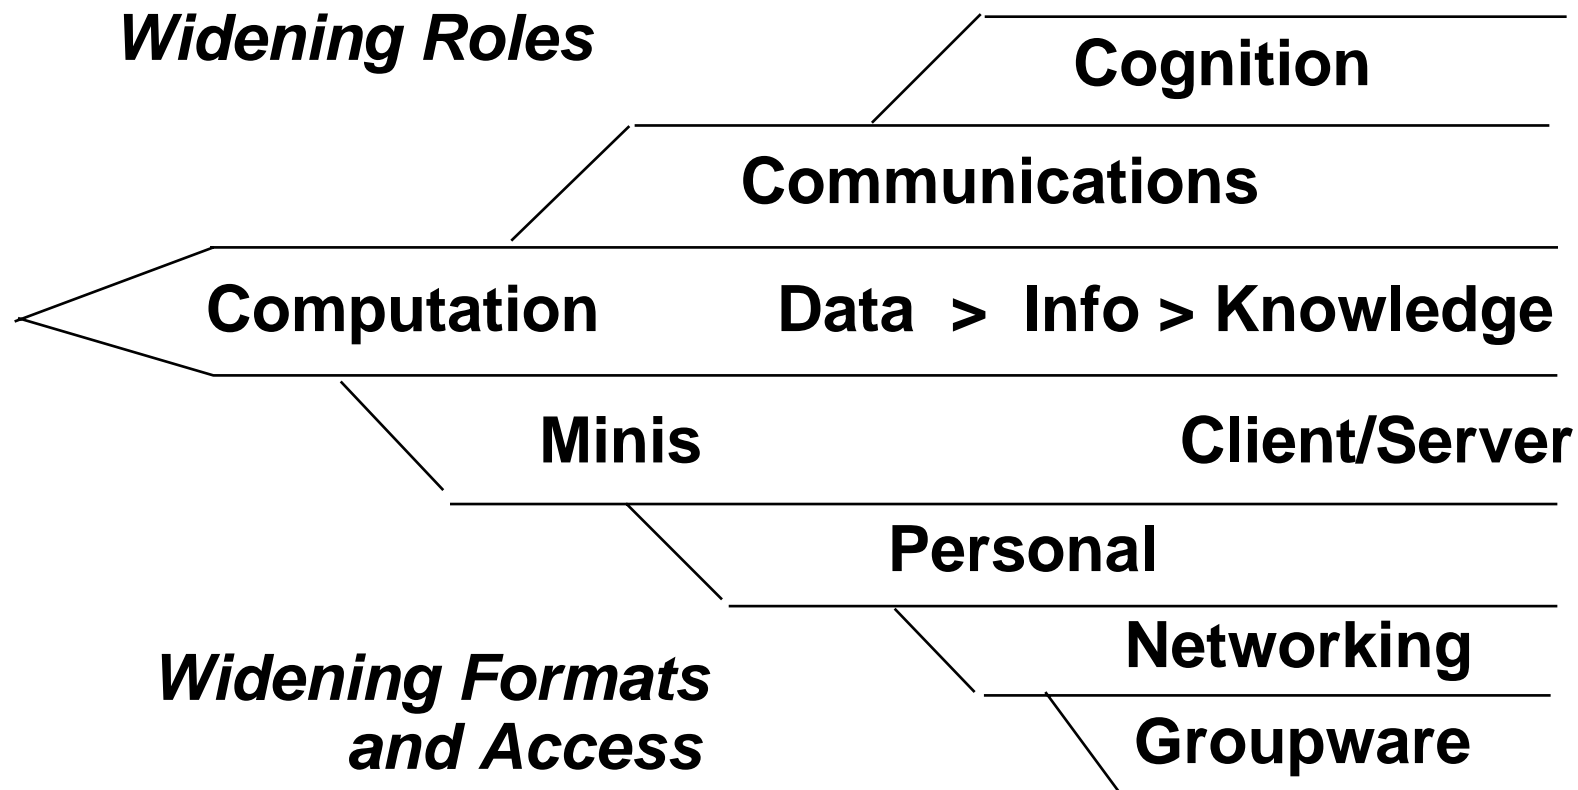 Widening Roles
Cognition
Communications
Computation Data > Info > Knowledge
Minis Client/Server
Personal
Networking
Widening Formats
and Access
Groupware